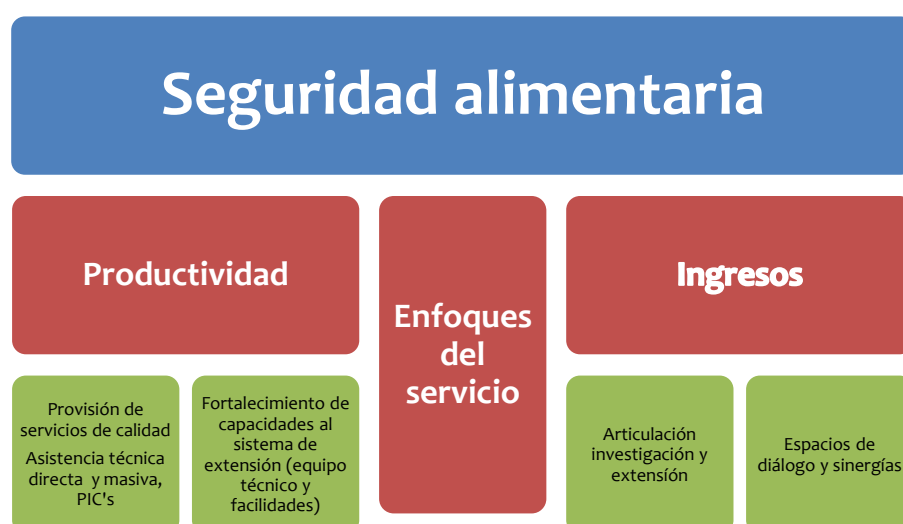 Seguridad alimentaria
Productividad
Enfoques
del
servicio
Ingresos
Provisión de
servicios de calidad
Asistencia técnica
directa y masiva,
PIC's
Fortalecimiento de
capacidades al
sistema de
extensión (equipo
técnico y
facilidades)
Articulación
investigación y
extensión
Espacios de
diálogo y sinergías